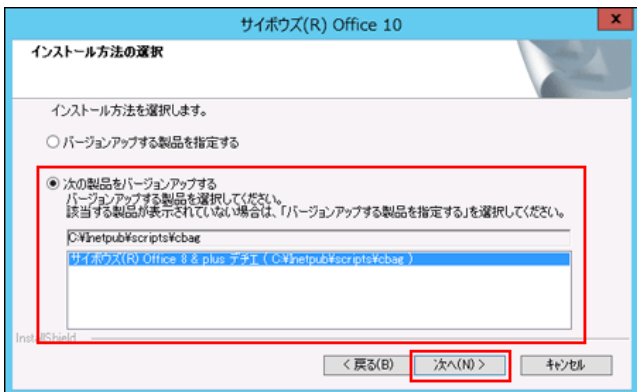 サイボウズ(R) Office 10
x
インストール方法の選択
インストール方法を選択します。
バージョンアップする製品を指定する
次の製品をバージョンアップする
バージョンアップする製品を選択してください。
該当する製品が表示されていない場合は、「バージョンアップする製品を指定する」を選択してください。
C:¥Inetpub¥scripts¥cbag
サイボウズ(R) Office 8 & plus デヂエ ( C:¥Inetpub¥scripts¥cbag )
InstallShield
< 戻る(B)
次へ(N) >
キャンセル